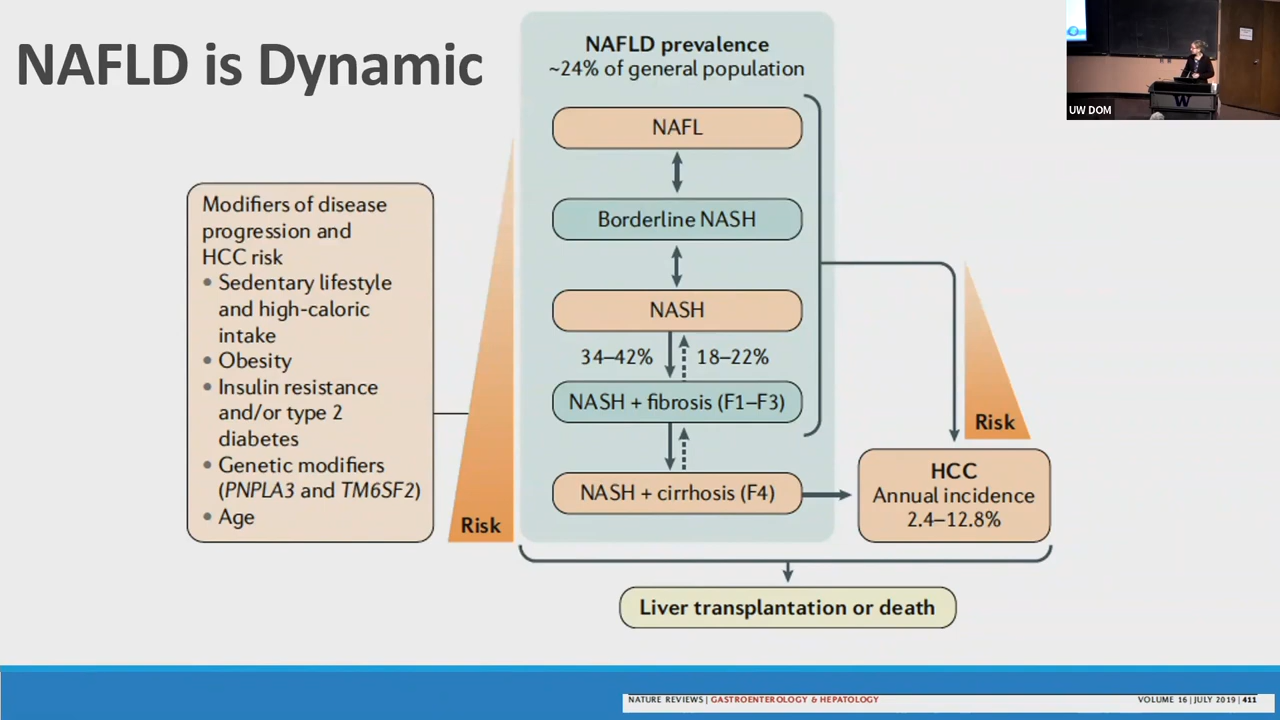 NAFLD is Dynamic
UW DOM
W
NAFLD prevalence
~24% of general population
NAFL
Borderline NASH
NASH
34–42%
18–22%
NASH + fibrosis (F1–F3)
NASH + cirrhosis (F4)
Modifiers of disease
progression and
HCC risk
• Sedentary lifestyle
and high-caloric
intake
• Obesity
• Insulin resistance
and/or type 2
diabetes
• Genetic modifiers
(PNPLA3 and TM6SF2)
• Age
Risk
Risk
HCC
Annual incidence
2.4–12.8%
Liver transplantation or death
NATURE REVIEWS | GASTROENTEROLOGY & HEPATOLOGY
VOLUME 16 | JULY 2019 | 411